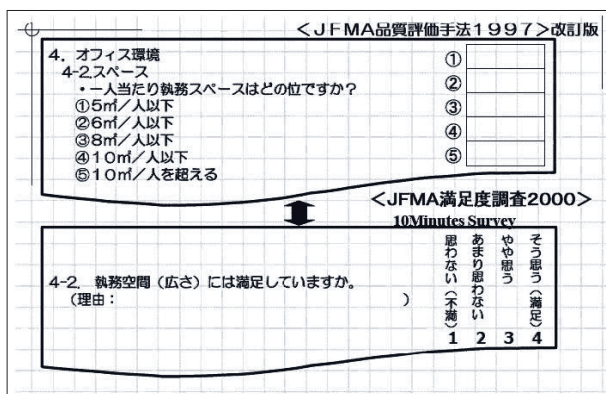 ＜JFMA品質評価手法１９９７＞改訂版
4. オフィス環境
4-2.スペース
・一人当たり執務スペースはどの位ですか？
①5㎡／人以下
②6㎡／人以下
③8㎡／人以下
④10㎡／人以下
⑤10㎡／人を超える
①
②
③
④
⑤
＜JFMA満足度調査2000＞
10Minutes Survey
4-2. 執務空間（広さ）には満足していますか。
（理由： ）
思わない（不満）
あまり思わない
やや思う
そう思う（満足）
1 2 3 4